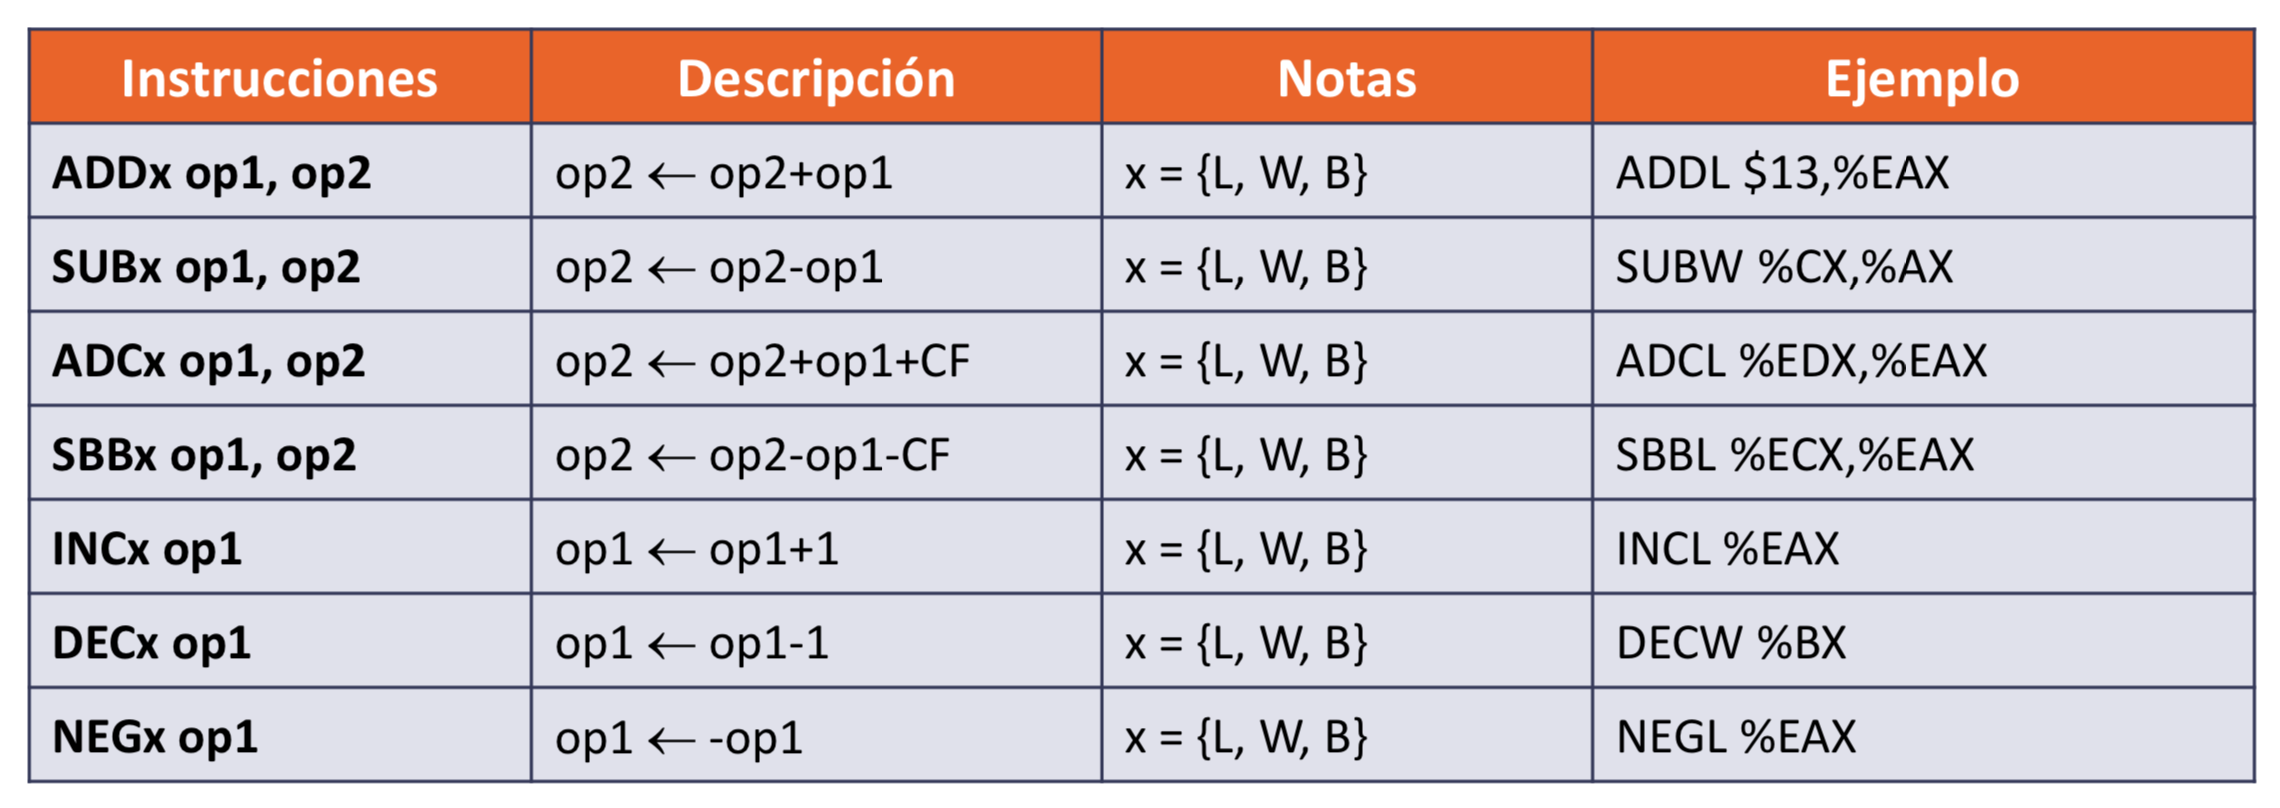 Instrucciones Descripción Notas Ejemplo
ADDx op1, op2 op2 ← op2+op1 x = {L, W, B} ADDL $13,%EAX
SUBx op1, op2 op2 ← op2-op1 x = {L, W, B} SUBW %CX,%AX
ADCx op1, op2 op2 ← op2+op1+CF x = {L, W, B} ADCL %EDX,%EAX
SBBx op1, op2 op2 ← op2-op1-CF x = {L, W, B} SBBL %ECX,%EAX
INCx op1 op1 ← op1+1 x = {L, W, B} INCL %EAX
DECx op1 op1 ← op1-1 x = {L, W, B} DECW %BX
NEGx op1 op1 ← -op1 x = {L, W, B} NEGL %EAX